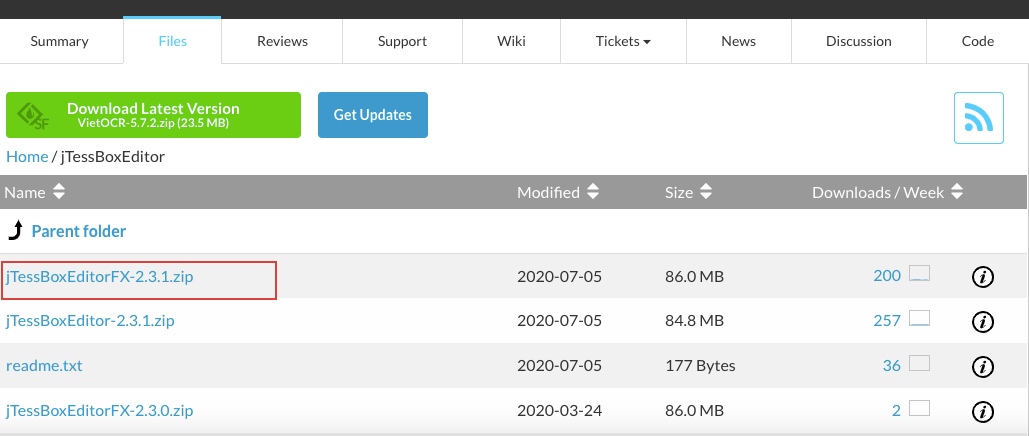 Summary Files Reviews Support Wiki Tickets News Discussion Code
Download Latest Version
VietOCR-5.7.2.zip (23.5 MB)
SF
Get Updates
Home / jTessBoxEditor
Name Modified Size Downloads / Week
Parent folder
jTessBoxEditorFX-2.3.1.zip 2020-07-05 86.0 MB 200 i
jTessBoxEditor-2.3.1.zip 2020-07-05 84.8 MB 257 i
readme.txt 2020-07-05 177 Bytes 36 i
jTessBoxEditorFX-2.3.0.zip 2020-03-24 86.0 MB 2 i